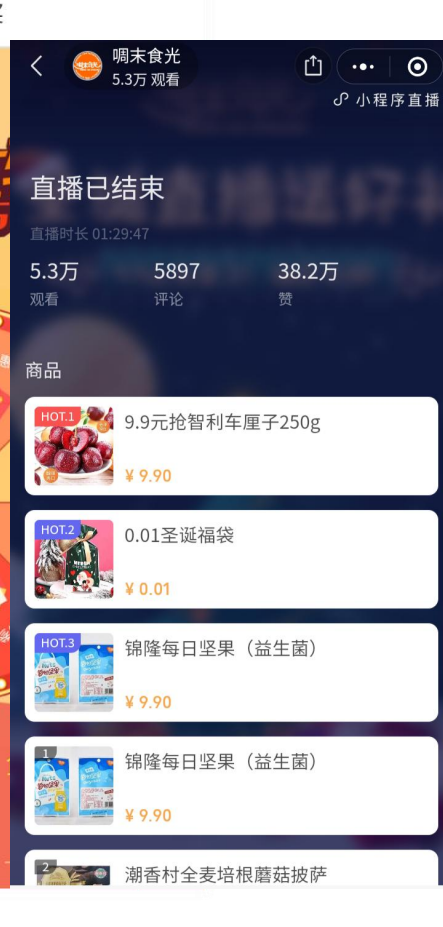 啁末食光
5.3万 观看
小程序直播
直播已结束
直播时长 01:29:47
5.3万
5897
38.2万
观看
评论
赞
商品
HOT.1
9.9元抢智利车厘子250g
¥ 9.90
HOT.2
0.01圣诞福袋
¥ 0.01
HOT.3
锦隆每日坚果（益生菌）
¥ 9.90
1
锦隆每日坚果（益生菌）
¥ 9.90
2
潮香村全麦培根蘑菇披萨